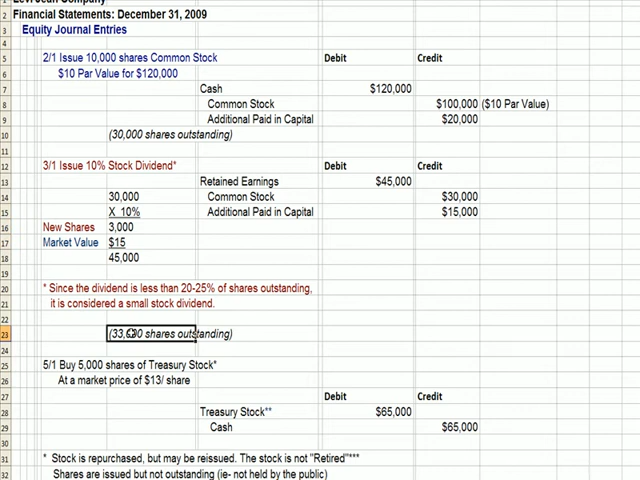 Levi Jean Company
Financial Statements: December 31, 2009
Equity Journal Entries
2/1 Issue 10,000 shares Common Stock Debit Credit
$10 Par Value for $120,000
Cash $120,000
Common Stock $100,000 ($10 Par Value)
Additional Paid in Capital $20,000
(30,000 shares outstanding)
3/1 Issue 10% Stock Dividend* Debit Credit
Retained Earnings $45,000
30,000 Common Stock $30,000
X 10% Additional Paid in Capital $15,000
New Shares 3,000
Market Value $15
45,000
* Since the dividend is less than 20-25% of shares outstanding,
it is considered a small stock dividend.
(33,000 shares outstanding)
5/1 Buy 5,000 shares of Treasury Stock*
At a market price of $13/ share
Debit Credit
Treasury Stock** $65,000
Cash $65,000
* Stock is repurchased, but may be reissued. The stock is not "Retired"***
Shares are issued but not outstanding (ie- not held by the public)